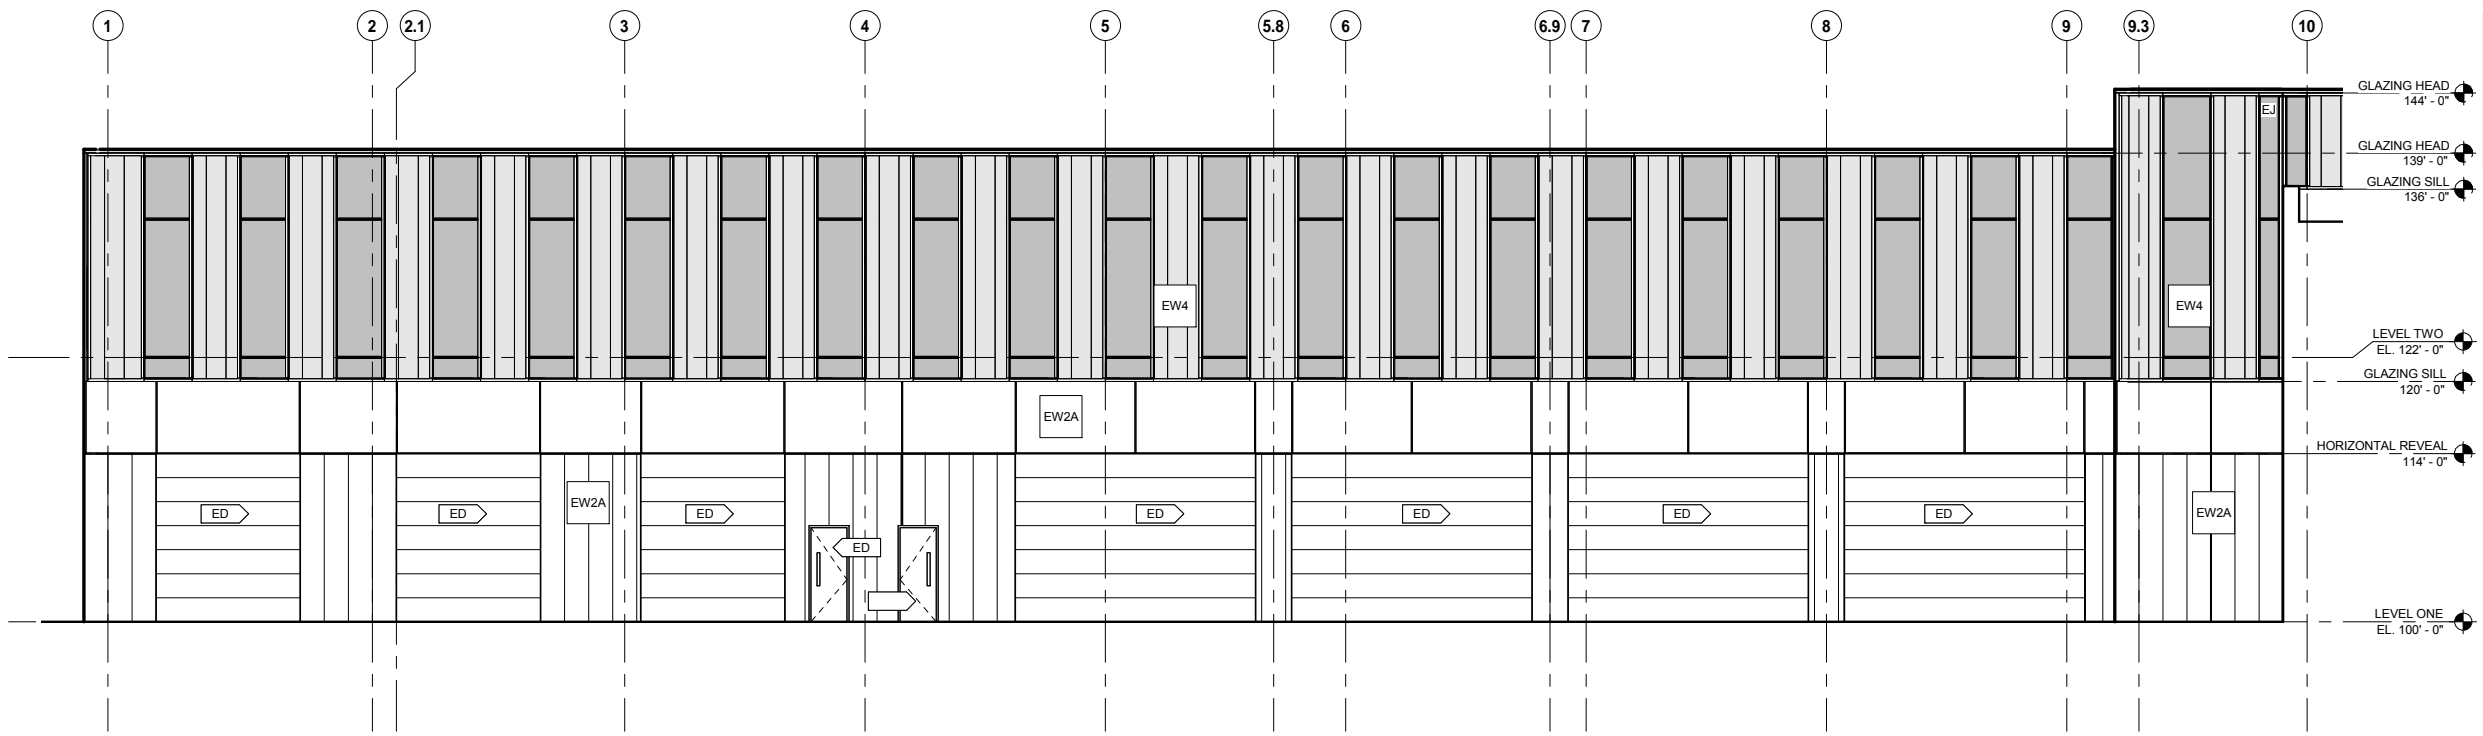 1
2
2.1
3
4
5
5.8
6
6.9
7
8
9
9.3
10
GLAZING HEAD
144' - 0"
EJ
GLAZING HEAD
139' - 0"
GLAZING SILL
136' - 0"
EW4
EW4
LEVEL TWO
EL. 122' - 0"
GLAZING SILL
120' - 0"
EW2A
HORIZONTAL REVEAL
114' - 0"
EW2A
ED
ED
ED
ED
ED
ED
ED
EW2A
ED
LEVEL ONE
EL. 100' - 0"